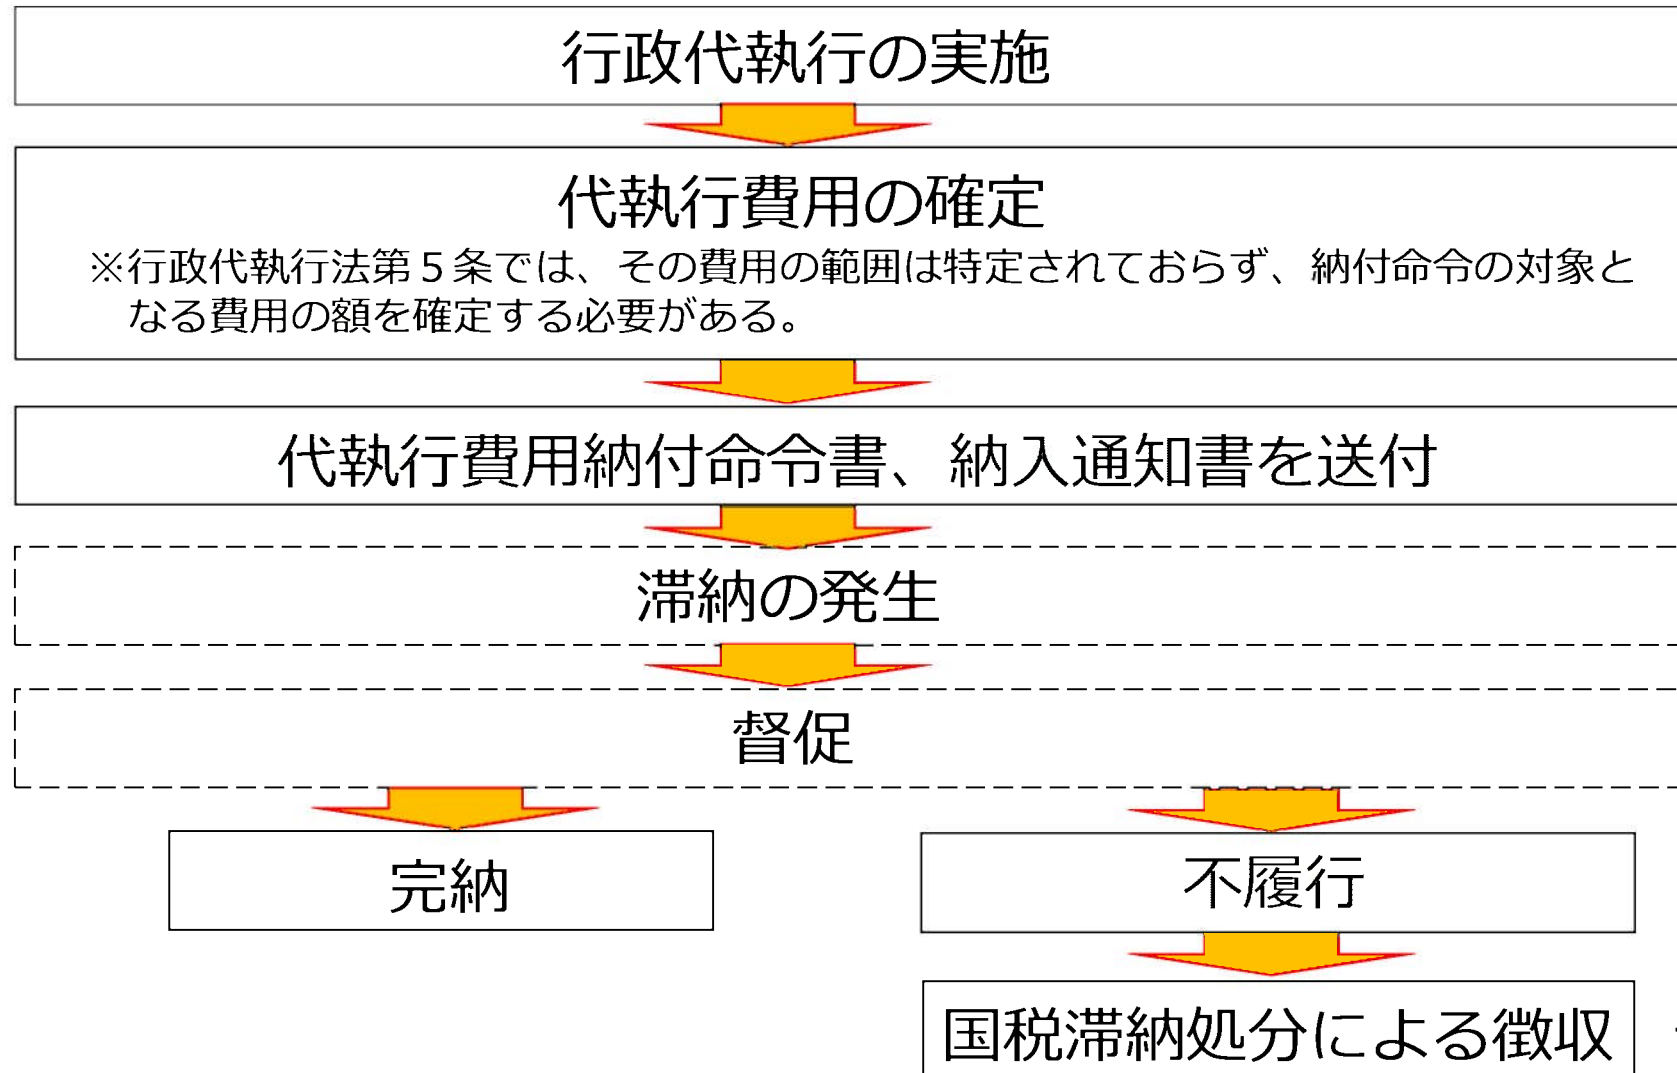 行政代執行の実施
代執行費用の確定
※行政代執行法第５条では、その費用の範囲は特定されておらず、納付命令の対象と
なる費用の額を確定する必要がある。
代執行費用納付命令書、納入通知書を送付
滞納の発生
督促
完納
不履行
国税滞納処分による徴収